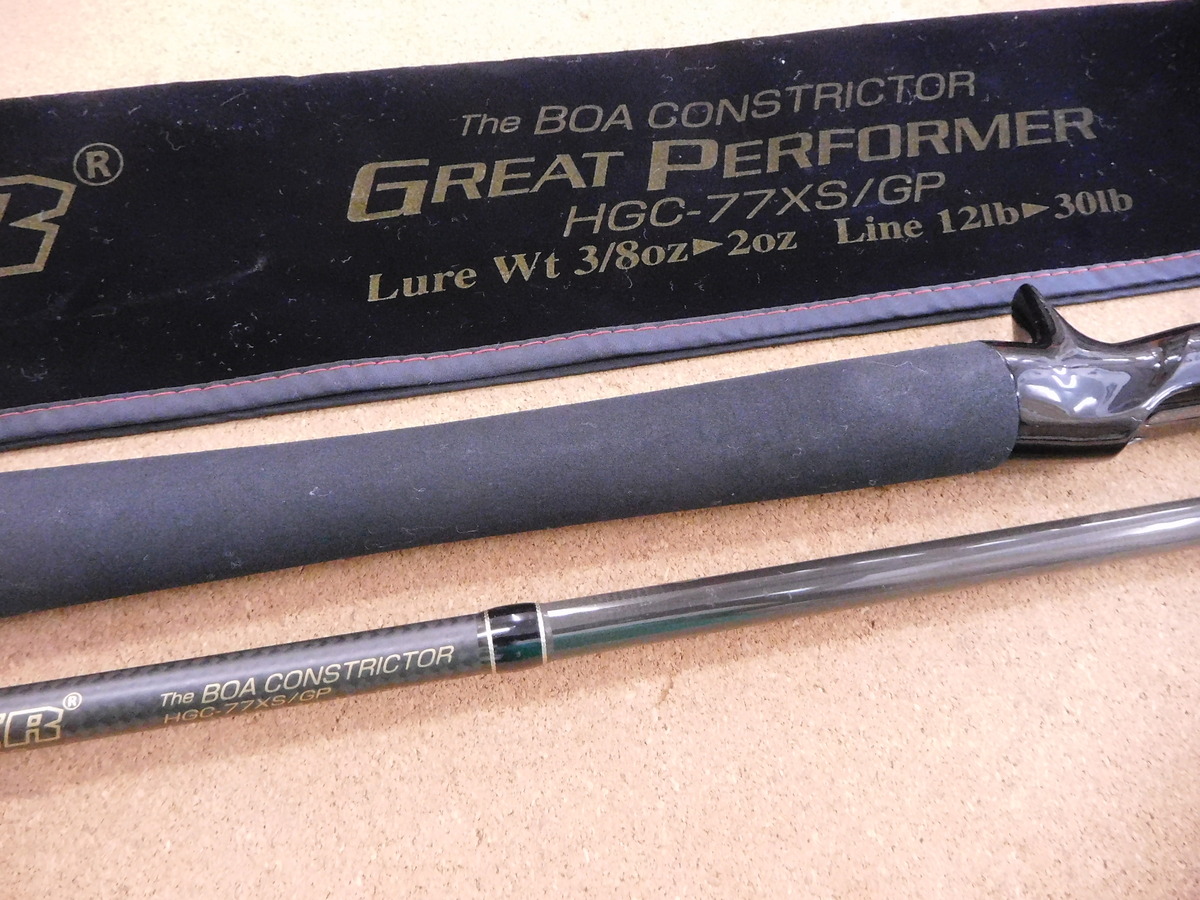 The BOA CONSTRICTOR
GREAT PERFORMER
HGC-77XS/GP
Lure Wt 3/8oz▶2oz Line 12lb▶30lb
R®
The BOA CONSTRICTOR
HGC-77XS/GP
R®